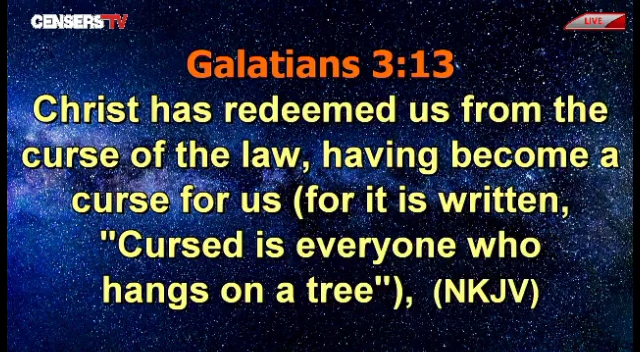 CENSERSTV
LIVE
Galatians 3:13
Christ has redeemed us from the
curse of the law, having become a
curse for us (for it is written,
"Cursed is everyone who
hangs on a tree"), (NKJV)